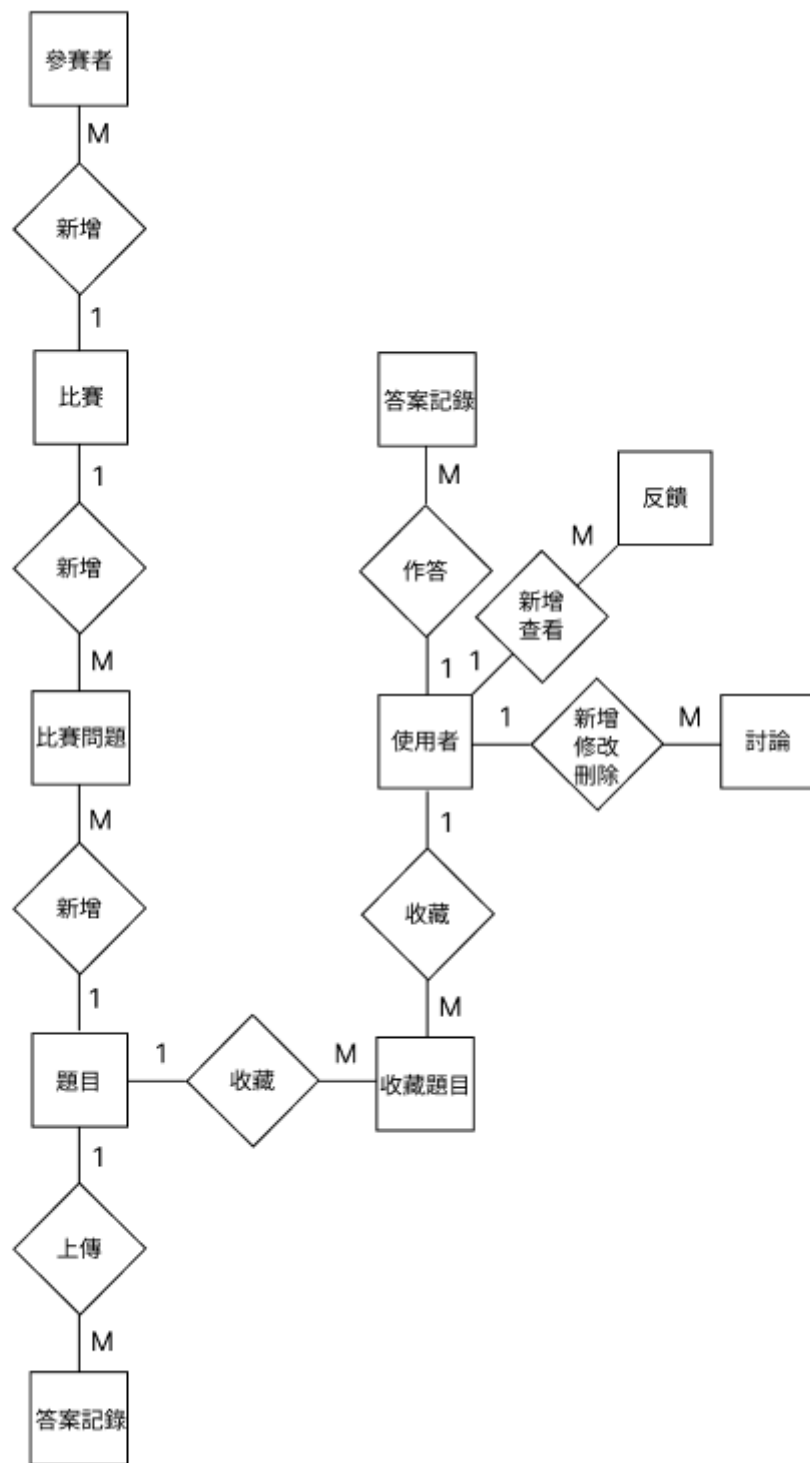 參賽者
M
新增
1
比賽
1
新增
M
比賽問題
M
新增
1
題目
1
收藏
M
收藏題目
1
上傳
M
答案記錄
答案記錄
M
作答
1
使用者
1
新增
查看
M
反饋
1
新增
修改
刪除
M
討論
1
收藏
M